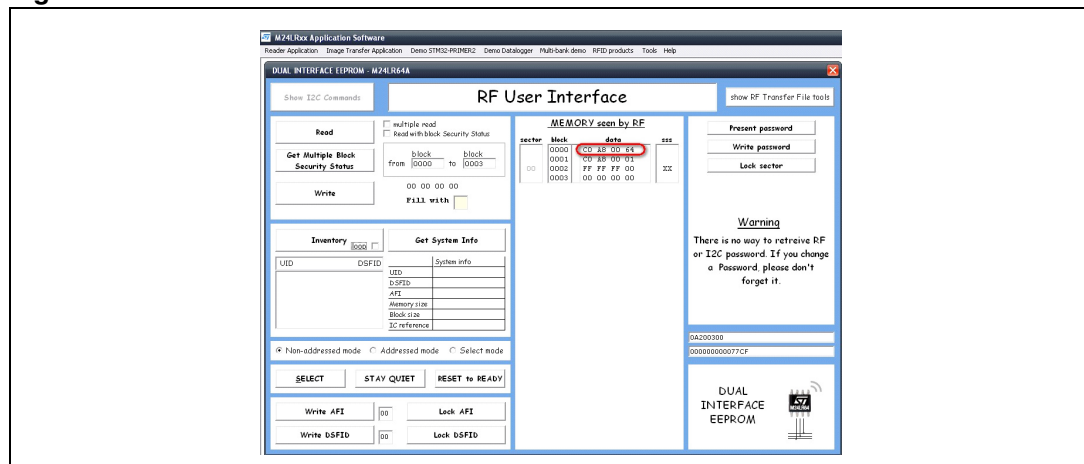 M24LRxx Application Software
Reader Application Image Transfer Application Demo STM32-PRIMER2 Demo Datalogger Multi-bank demo RFID products Tools Help
DUAL INTERFACE EEPROM - M24LR64A
Show I2C Commands
RF User Interface
show RF Transfer File tools
Read
multiple read
Read with block Security Status
Get Multiple Block
Security Status
block block
from 0000 to 0003
Write
00 00 00 00
Fill with
MEMORY seen by RF
sector block data sss
0000 C0 A8 00 64
0001 C0 A8 00 01
00 0002 FF FF FF 00 XX
0003 00 00 00 00
Present password
Write password
Lock sector
Warning
There is no way to retreive RF
or I2C password. If you change
a Password, please don't
forget it.
Inventory 0000
Get System Info
UID DSFID
System info
UID
DSFID
AFI
Memory size
Block size
IC reference
Non-addressed mode Addressed mode Select mode
0A200300
000000000077CF
SELECT STAY QUIET RESET to READY
Write AFI 00 Lock AFI
Write DSFID 00 Lock DSFID
DUAL
INTERFACE
EEPROM
M24LR64